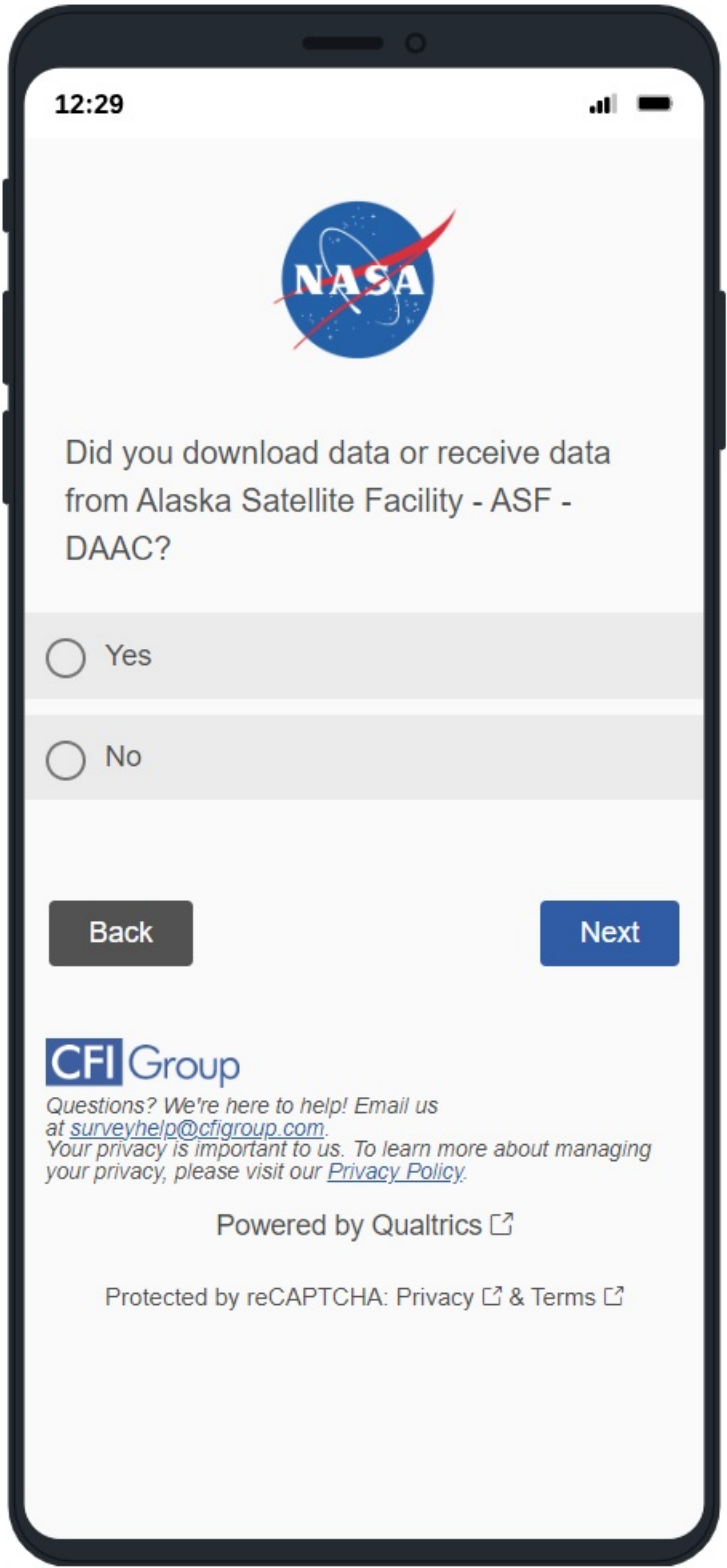 12:29
NASA
Did you download data or receive data
from Alaska Satellite Facility - ASF -
DAAC?
Yes
No
Back
Next
CFI Group
Questions? We're here to help! Email us
at surveyhelp@cfigroup.com.
Your privacy is important to us. To learn more about managing
your privacy, please visit our Privacy Policy.
Powered by Qualtrics
Protected by reCAPTCHA: Privacy & Terms